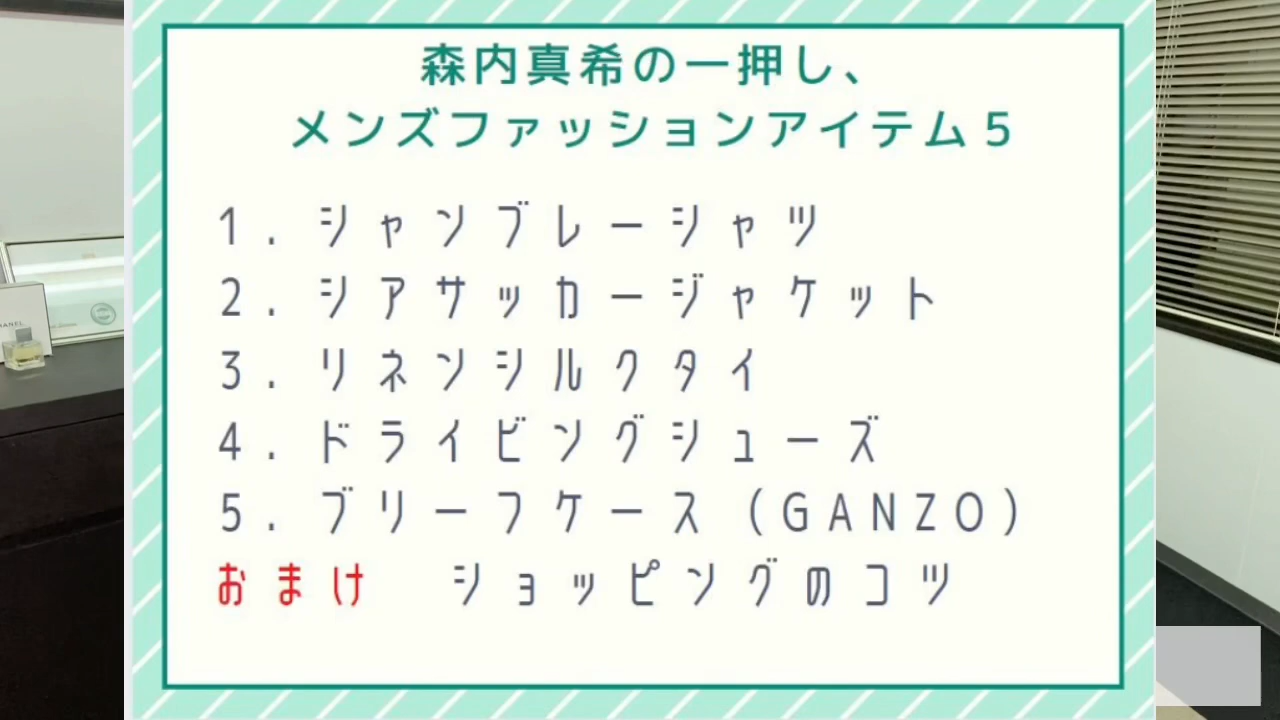 森内真希の一押し、
メンズファッションアイテム５
１．シャンブレーシャツ
２．シアサッカージャケット
３．リネンシルクタイ
４．ドライビングシューズ
５．ブリーフケース（GANZO）
おまけ　ショッピングのコツ